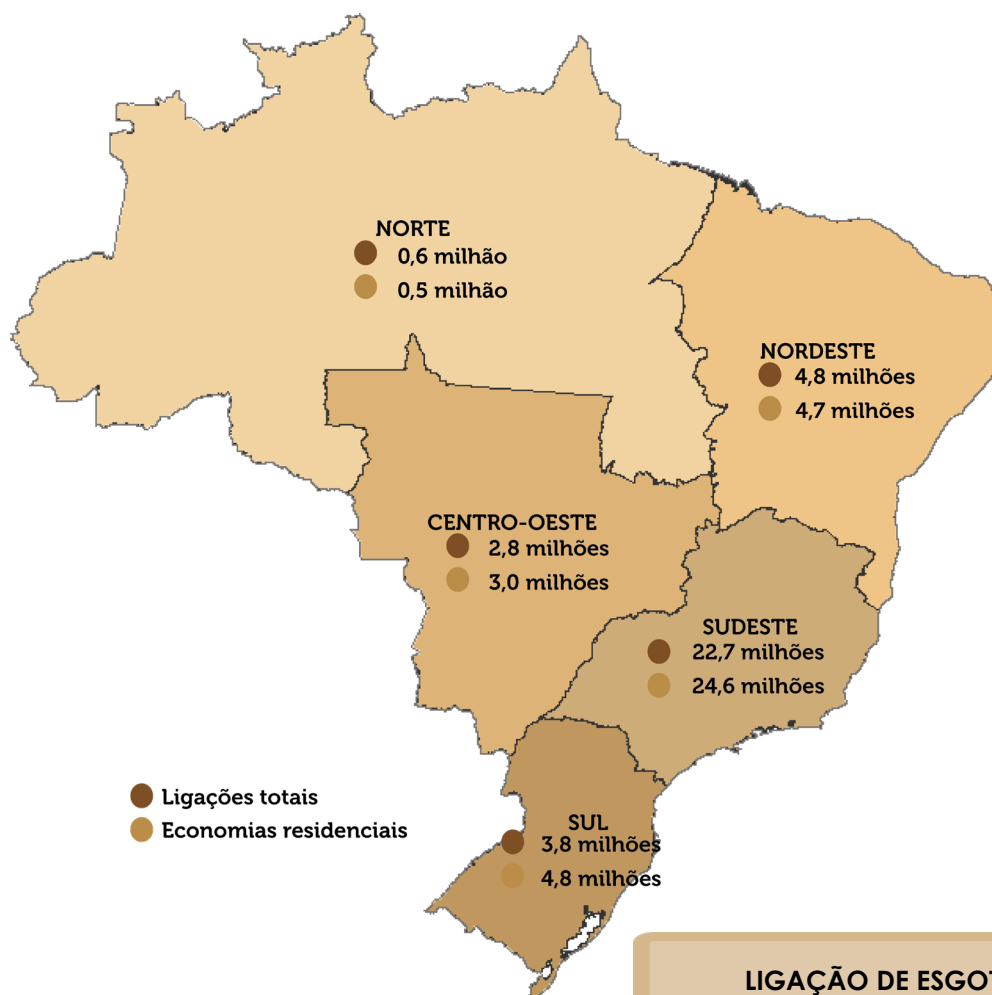 NORTE
0,6 milhão
0,5 milhão
NORDESTE
4,8 milhões
4,7 milhões
CENTRO-OESTE
2,8 milhões
3,0 milhões
SUDESTE
22,7 milhões
24,6 milhões
Ligações totais
Economias residenciais
SUL
3,8 milhões
4,8 milhões
LIGAÇÃO DE ESGOT